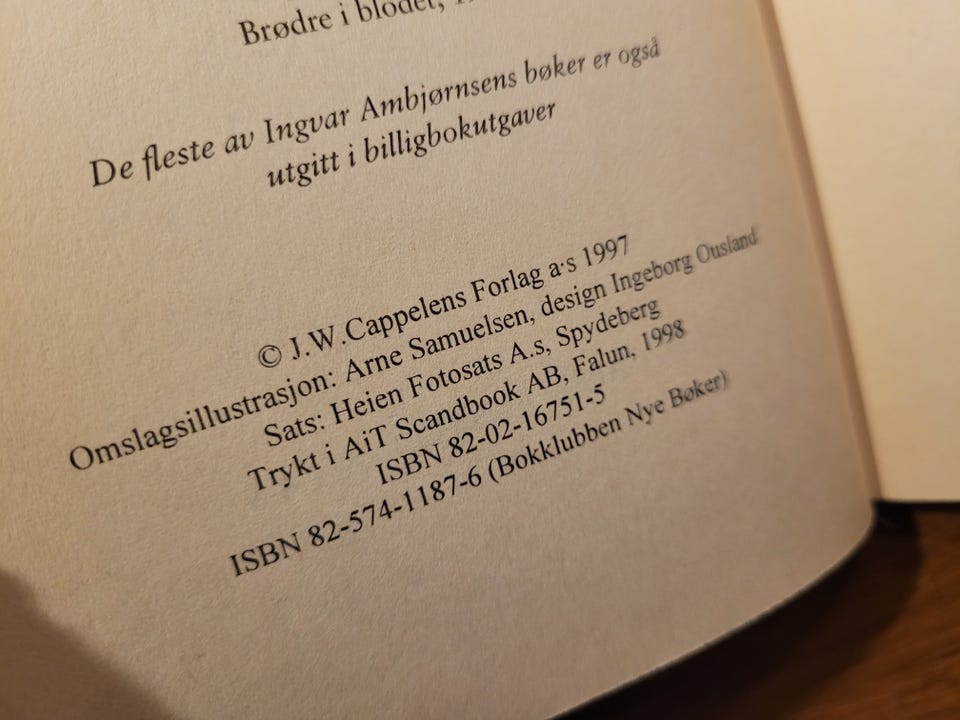 Brødre i blodet,
De fleste av Ingvar Ambjørnsens bøker er også
utgitt i billigbokutgaver
© J.W.Cappelens Forlag a·s 1997
Omslagsillustrasjon: Arne Samuelsen, design Ingeborg Ousland
Sats: Heien Fotosats A.s, Spydeberg
Trykt i AiT Scandbook AB, Falun, 1998
ISBN 82-02-16751-5
ISBN 82-574-1187-6 (Bokklubben Nye Bøker)